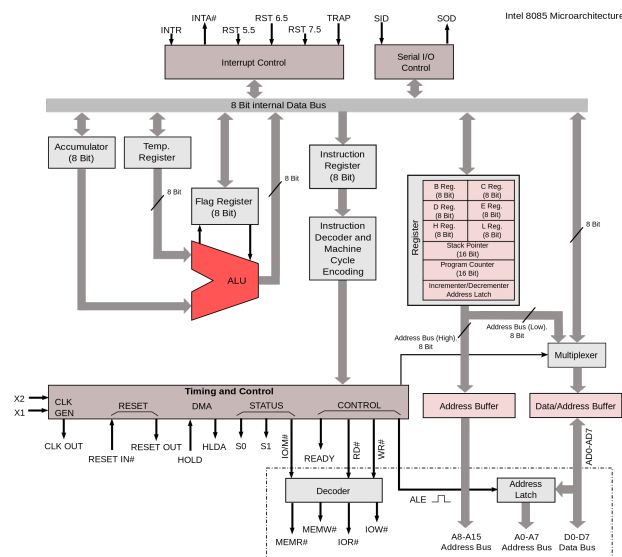 Intel 8085 Microarchitecture
INTR
INTA#
RST 5.5
RST 6.5
RST 7.5
TRAP
SID
SOD
Interrupt Control
Serial I/O
Control
8 Bit internal Data Bus
Accumulator
(8 Bit)
Temp.
Register
8 Bit
Flag Register
(8 Bit)
8 Bit
ALU
Instruction
Register
(8 Bit)
Instruction
Decoder and
Machine
Cycle
Encoding
Register
B Reg.
(8 Bit)
C Reg.
(8 Bit)
D Reg.
(8 Bit)
E Reg.
(8 Bit)
H Reg.
(8 Bit)
L Reg.
(8 Bit)
Stack Pointer
(16 Bit)
Program Counter
(16 Bit)
Incrementer/Decrementer
Address Latch
8 Bit
Address Bus (High).
8 Bit
Address Bus (Low).
8 Bit
Multiplexer
Timing and Control
X2
X1
CLK
GEN
RESET
DMA
STATUS
CONTROL
Address Buffer
Data/Address Buffer
CLK OUT
RESET IN#
RESET OUT
HOLD
HLDA
S0
S1
IO/M#
READY
RD#
WR#
ALE
AD0-AD7
Decoder
Address
Latch
MEMR#
MEMW#
IOR#
IOW#
A8-A15
Address Bus
A0-A7
Address Bus
D0-D7
Data Bus